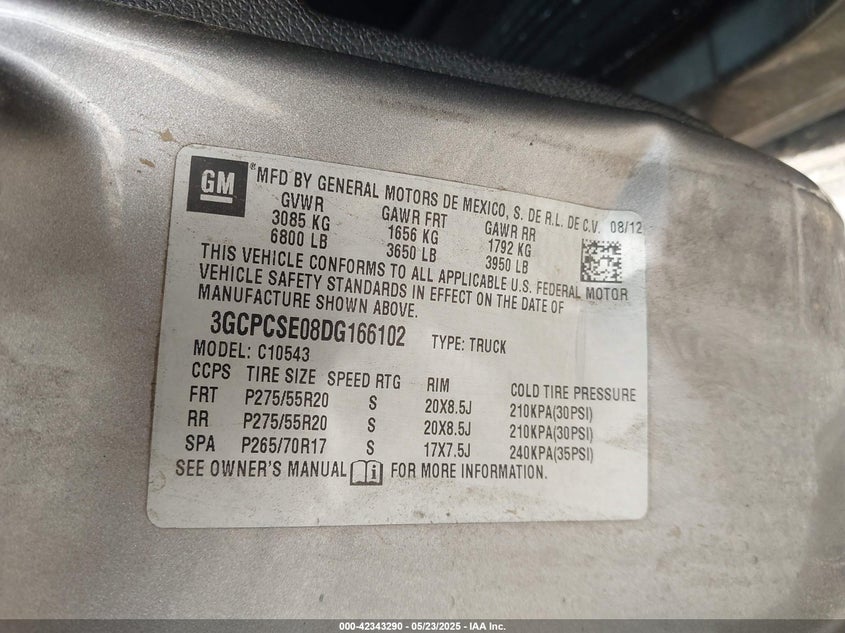 GM
® MFD BY GENERAL MOTORS DE MEXICO, S. DE R.L. DE C.V. 08/12
GVWR GAWR FRT GAWR RR
3085 KG 1656 KG 1792 KG
6800 LB 3650 LB 3950 LB
THIS VEHICLE CONFORMS TO ALL APPLICABLE U.S. FEDERAL MOTOR
VEHICLE SAFETY STANDARDS IN EFFECT ON THE DATE OF
MANUFACTURE SHOWN ABOVE.
3GCPCSE08DG166102 TYPE: TRUCK
MODEL: C10543
CCPS TIRE SIZE SPEED RTG RIM COLD TIRE PRESSURE
FRT P275/55R20 S 20X8.5J 210KPA(30PSI)
RR P275/55R20 S 20X8.5J 210KPA(30PSI)
SPA P265/70R17 S 17X7.5J 240KPA(35PSI)
SEE OWNER'S MANUAL i FOR MORE INFORMATION.
000-42343290 — 05/23/2025 — IAA Inc.